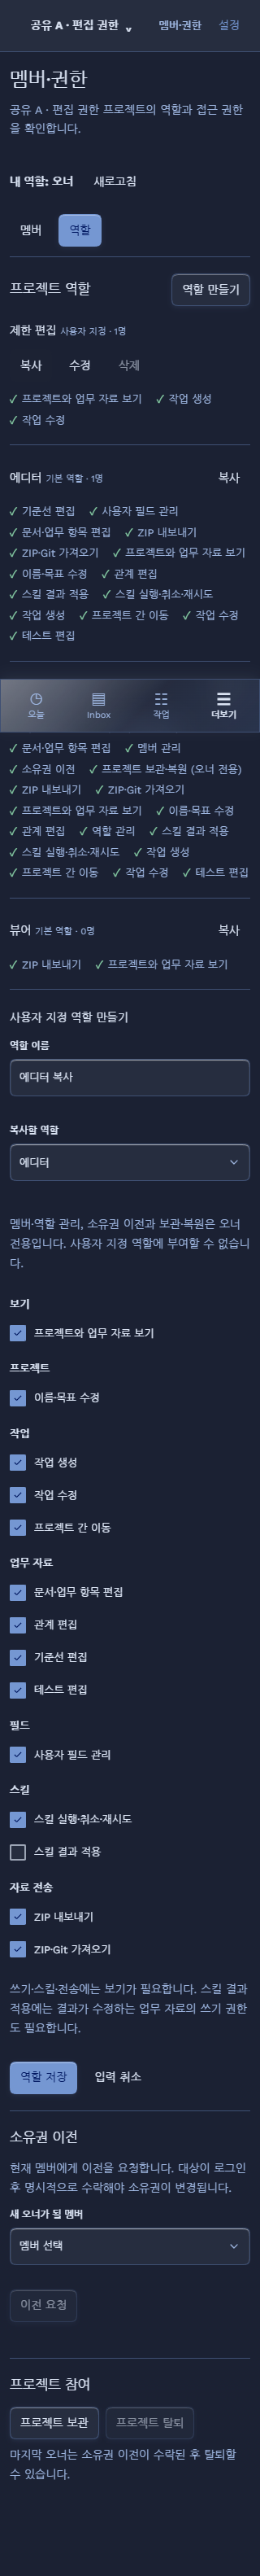 공유 A · 편집 권한
멤버·권한
설정
멤버·권한
공유 A · 편집 권한 프로젝트의 역할과 접근 권한
을 확인합니다.
내 역할: 오너
새로고침
멤버
역할
프로젝트 역할
역할 만들기
제한 편집 사용자 지정 · 1명
복사
수정
삭제
✓ 프로젝트와 업무 자료 보기 ✓ 작업 생성
✓ 작업 수정
에디터 기본 역할 · 1명
복사
✓ 기준선 편집 ✓ 사용자 필드 관리
✓ 문서·업무 항목 편집 ✓ ZIP 내보내기
✓ ZIP·Git 가져오기 ✓ 프로젝트와 업무 자료 보기
✓ 이름·목표 수정 ✓ 관계 편집
✓ 스킬 결과 적용 ✓ 스킬 실행·취소·재시도
✓ 작업 생성 ✓ 프로젝트 간 이동 ✓ 작업 수정
✓ 테스트 편집
오늘
Inbox
작업
더보기
✓ 문서·업무 항목 편집 ✓ 멤버 관리
✓ 소유권 이전 ✓ 프로젝트 보관·복원 (오너 전용)
✓ ZIP 내보내기 ✓ ZIP·Git 가져오기
✓ 프로젝트와 업무 자료 보기 ✓ 이름·목표 수정
✓ 관계 편집 ✓ 역할 관리 ✓ 스킬 결과 적용
✓ 스킬 실행·취소·재시도 ✓ 작업 생성
✓ 프로젝트 간 이동 ✓ 작업 수정 ✓ 테스트 편집
뷰어 기본 역할 · 0명
복사
✓ ZIP 내보내기 ✓ 프로젝트와 업무 자료 보기
사용자 지정 역할 만들기
역할 이름
에디터 복사
복사할 역할
에디터
멤버·역할 관리, 소유권 이전과 보관·복원은 오너
전용입니다. 사용자 지정 역할에 부여할 수 없습니
다.
보기
프로젝트와 업무 자료 보기
프로젝트
이름·목표 수정
작업
작업 생성
작업 수정
프로젝트 간 이동
업무 자료
문서·업무 항목 편집
관계 편집
기준선 편집
테스트 편집
필드
사용자 필드 관리
스킬
스킬 실행·취소·재시도
스킬 결과 적용
자료 전송
ZIP 내보내기
ZIP·Git 가져오기
쓰기·스킬·전송에는 보기가 필요합니다. 스킬 결과
적용에는 결과가 수정하는 업무 자료의 쓰기 권한
도 필요합니다.
역할 저장
입력 취소
소유권 이전
현재 멤버에게 이전을 요청합니다. 대상이 로그인
후 명시적으로 수락해야 소유권이 변경됩니다.
새 오너가 될 멤버
멤버 선택
이전 요청
프로젝트 참여
프로젝트 보관
프로젝트 탈퇴
마지막 오너는 소유권 이전이 수락된 후 탈퇴할
수 있습니다.